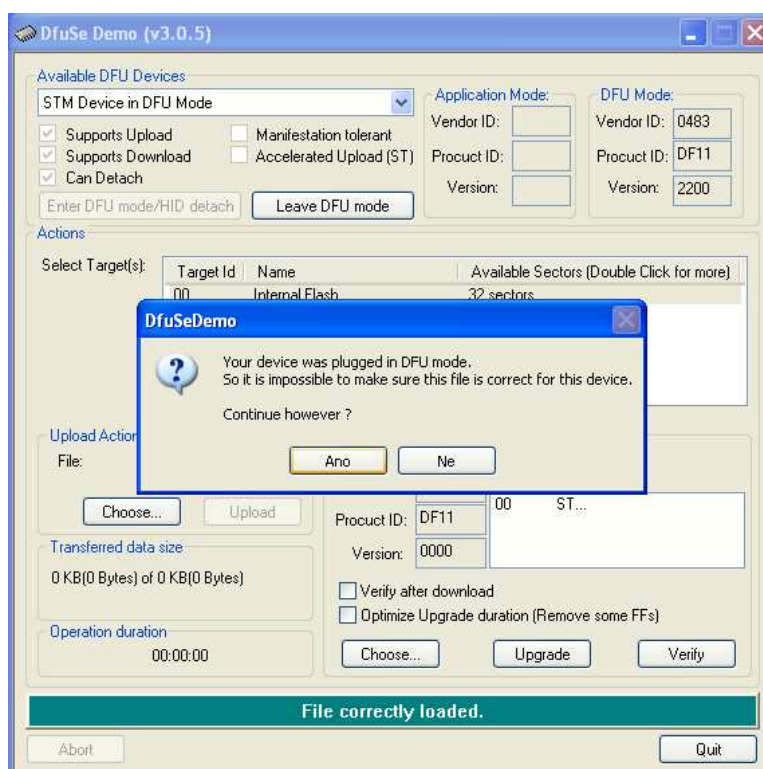 DfuSe Demo (v3.0.5)
Available DFU Devices
STM Device in DFU Mode
Supports Upload
Manifestation tolerant
Supports Download
Accelerated Upload (ST)
Can Detach
Enter DFU mode/HID detach
Leave DFU mode
Application Mode:
Vendor ID:
Procuct ID:
Version:
DFU Mode:
Vendor ID: 0483
Procuct ID: DF11
Version: 2200
Actions
Select Target(s):
Target Id Name Available Sectors (Double Click for more)
00 Internal Flash 32 sectors
DfuSeDemo
Your device was plugged in DFU mode.
So it is impossible to make sure this file is correct for this device.
Continue however ?
Ano Ne
Upload Action
File:
Choose... Upload
Transferred data size
0 KB(0 Bytes) of 0 KB(0 Bytes)
Operation duration
00:00:00
Procuct ID: DF11
Version: 0000
00 ST...
Verify after download
Optimize Upgrade duration (Remove some FFs)
Choose... Upgrade Verify
File correctly loaded.
Abort Quit